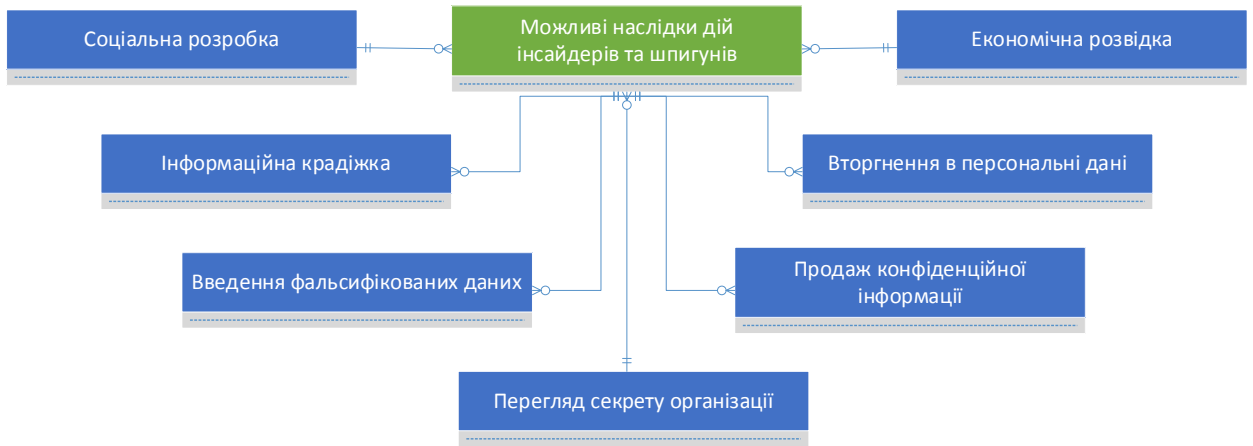 Соціальна розробка
Можливі наслідки дій
інсайдерів та шпигунів
Економічна розвідка
Інформаційна крадіжка
Вторгнення в персональні дані
Введення фальсифікованих даних
Продаж конфіденційної
інформації
Перегляд секрету організації